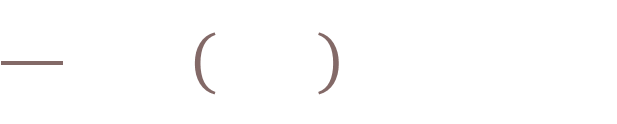 — ( )